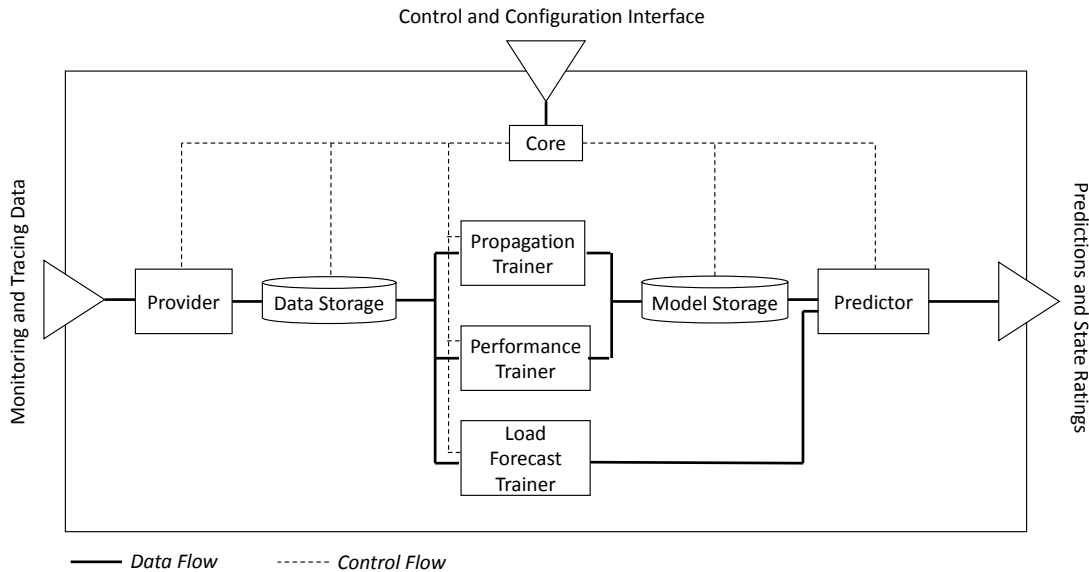 Control and Configuration Interface
Core
Monitoring and Tracing Data
Predictions and State Ratings
Propagation
Trainer
Provider
Data Storage
Model Storage
Predictor
Performance
Trainer
Load
Forecast
Trainer
Data Flow
Control Flow